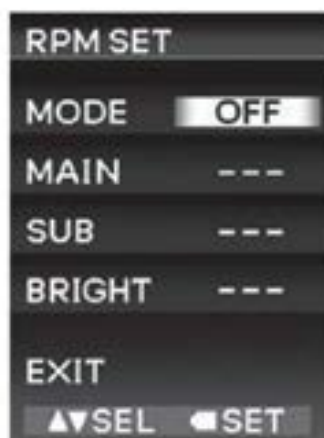 RPM SET
MODE OFF
MAIN ---
SUB ---
BRIGHT ---
EXIT
▲▼SEL ◀SET